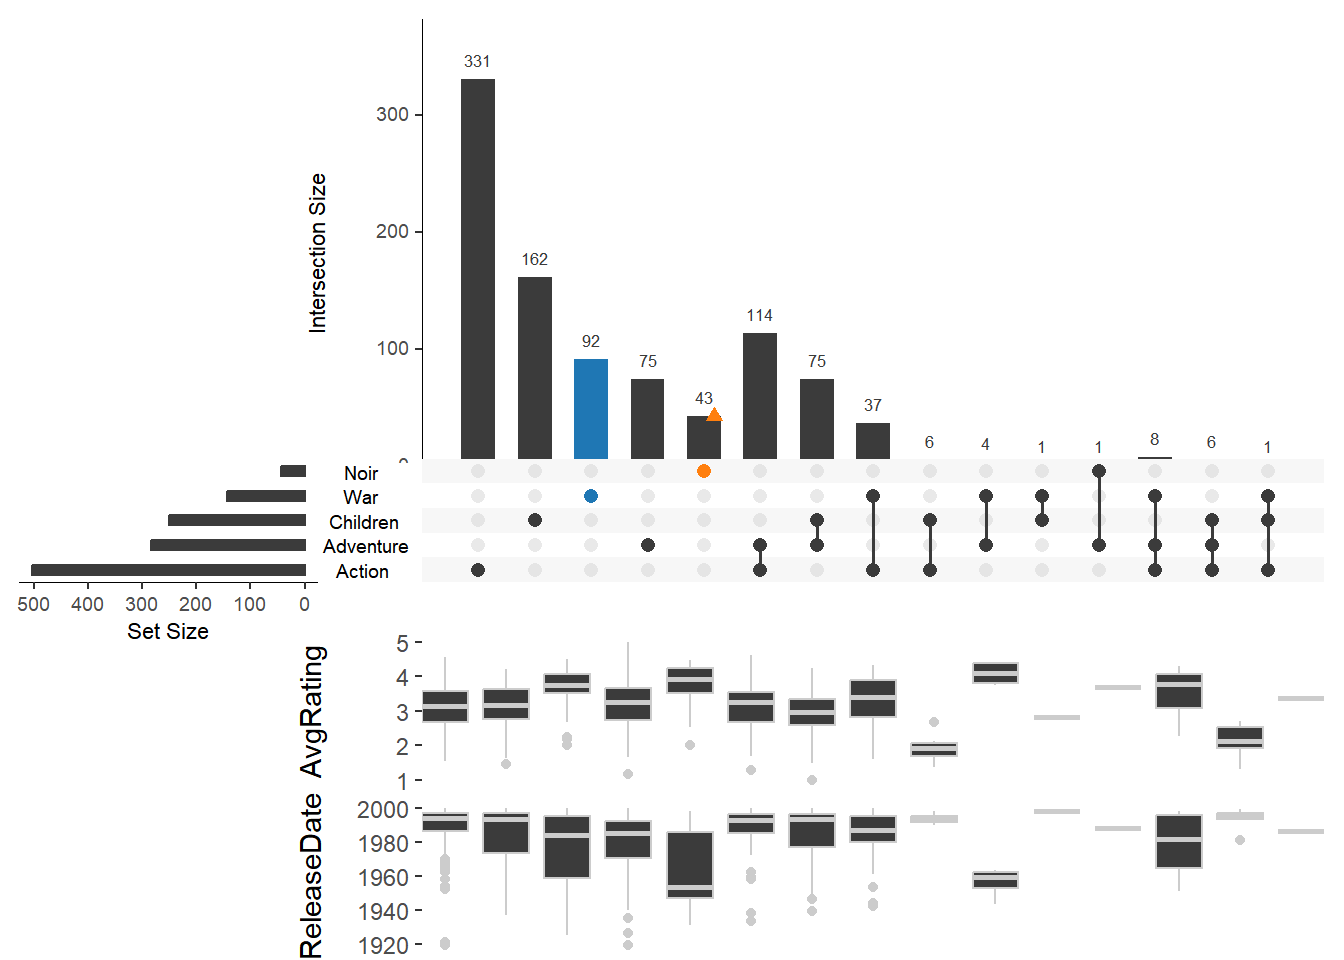 331
300
162
200
114
92
75
75
100
43
37
6
4
1
1
8
6
1
0
Intersection Size
Noir
War
Children
Adventure
Action
500 400 300 200 100 0
Set Size
5
4
3
2
1
AvgRating
2000
1980
1960
1940
1920
ReleaseDate